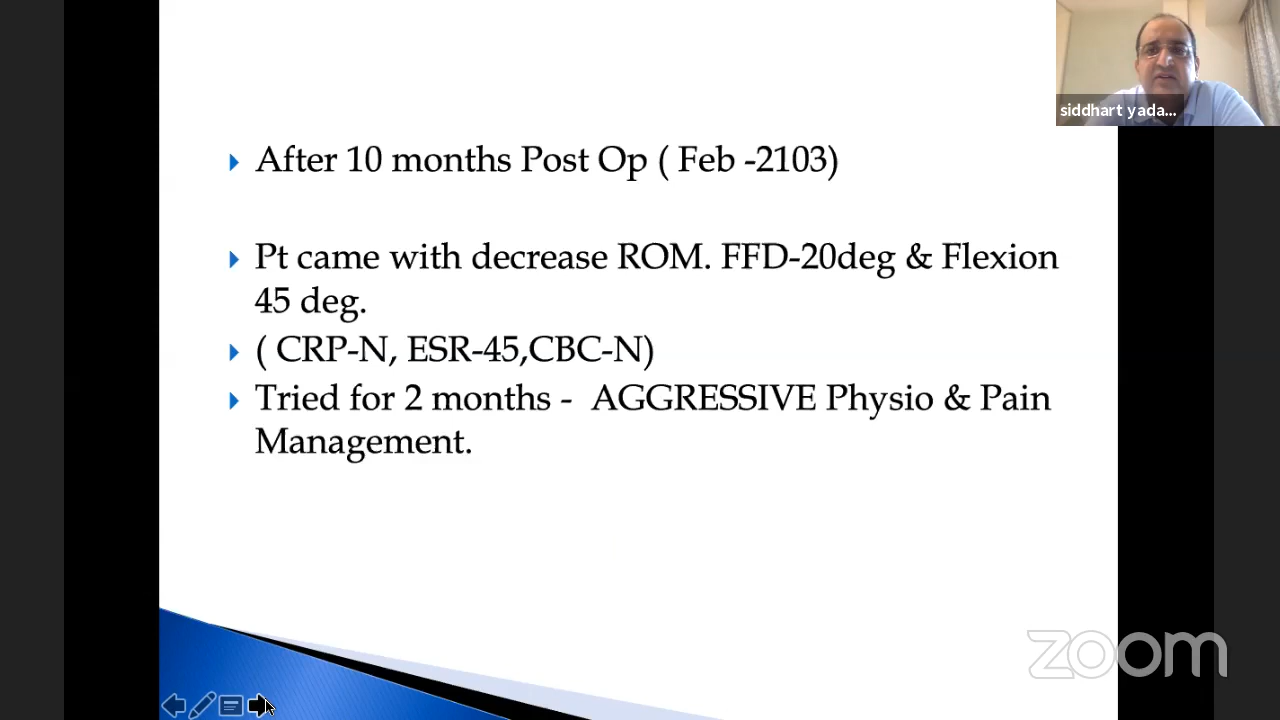 siddhart yada...
After 10 months Post Op ( Feb -2103)
Pt came with decrease ROM. FFD-20deg & Flexion
45 deg.
( CRP-N, ESR-45,CBC-N)
Tried for 2 months -  AGGRESSIVE Physio & Pain
Management.
zoom